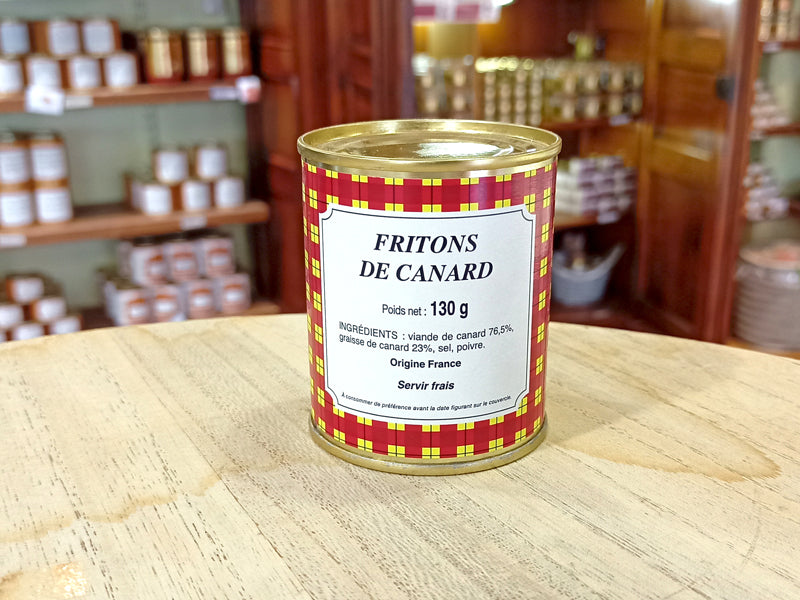 FRITONS
DE CANARD
Poids net : 130 g
INGRÉDIENTS : viande de canard 76,5%,
graisse de canard 23%, sel, poivre.
Origine France
Servir frais
À consommer de préférence avant la date figurant sur le couvercle.